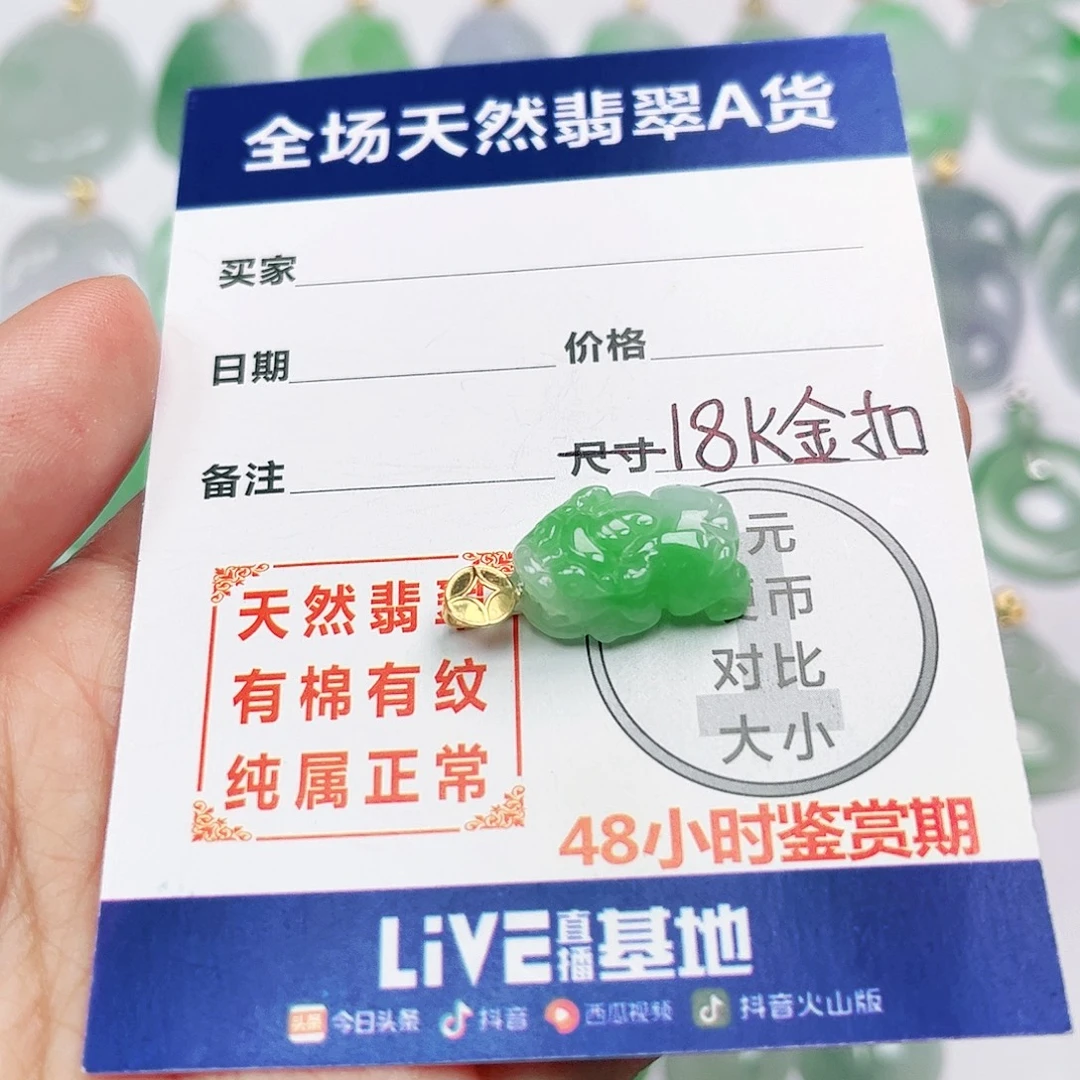 全场天然翡翠A货
买家
日期
价格
备注
尺寸 18K金扣
天然翡
有棉有纹
纯属正常
元
币
对比
大小
48小时鉴赏期
LiVE直播基地
头条 今日头条 抖音 西瓜视频 抖音火山版